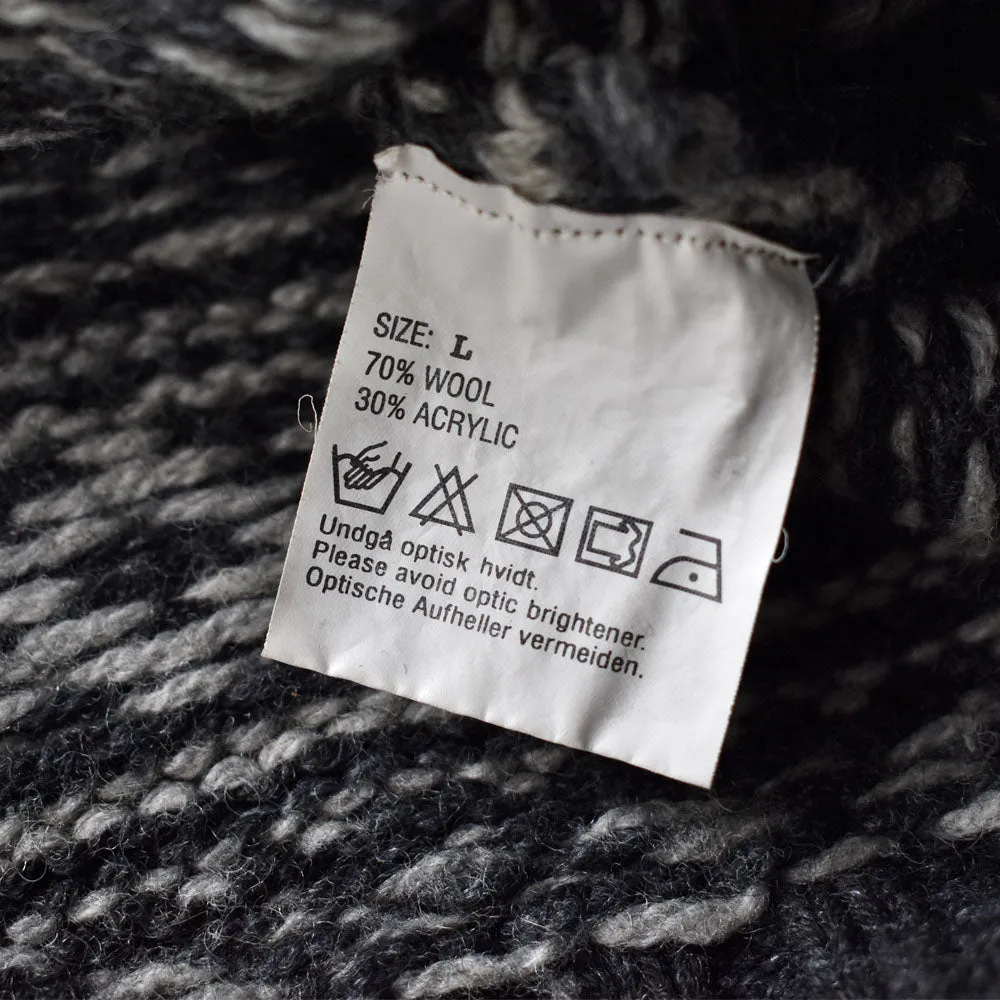 SIZE: L
70% WOOL
30% ACRYLIC
Undgå optisk hvidt.
Please avoid optic brightener.
Optische Aufheller vermeiden.